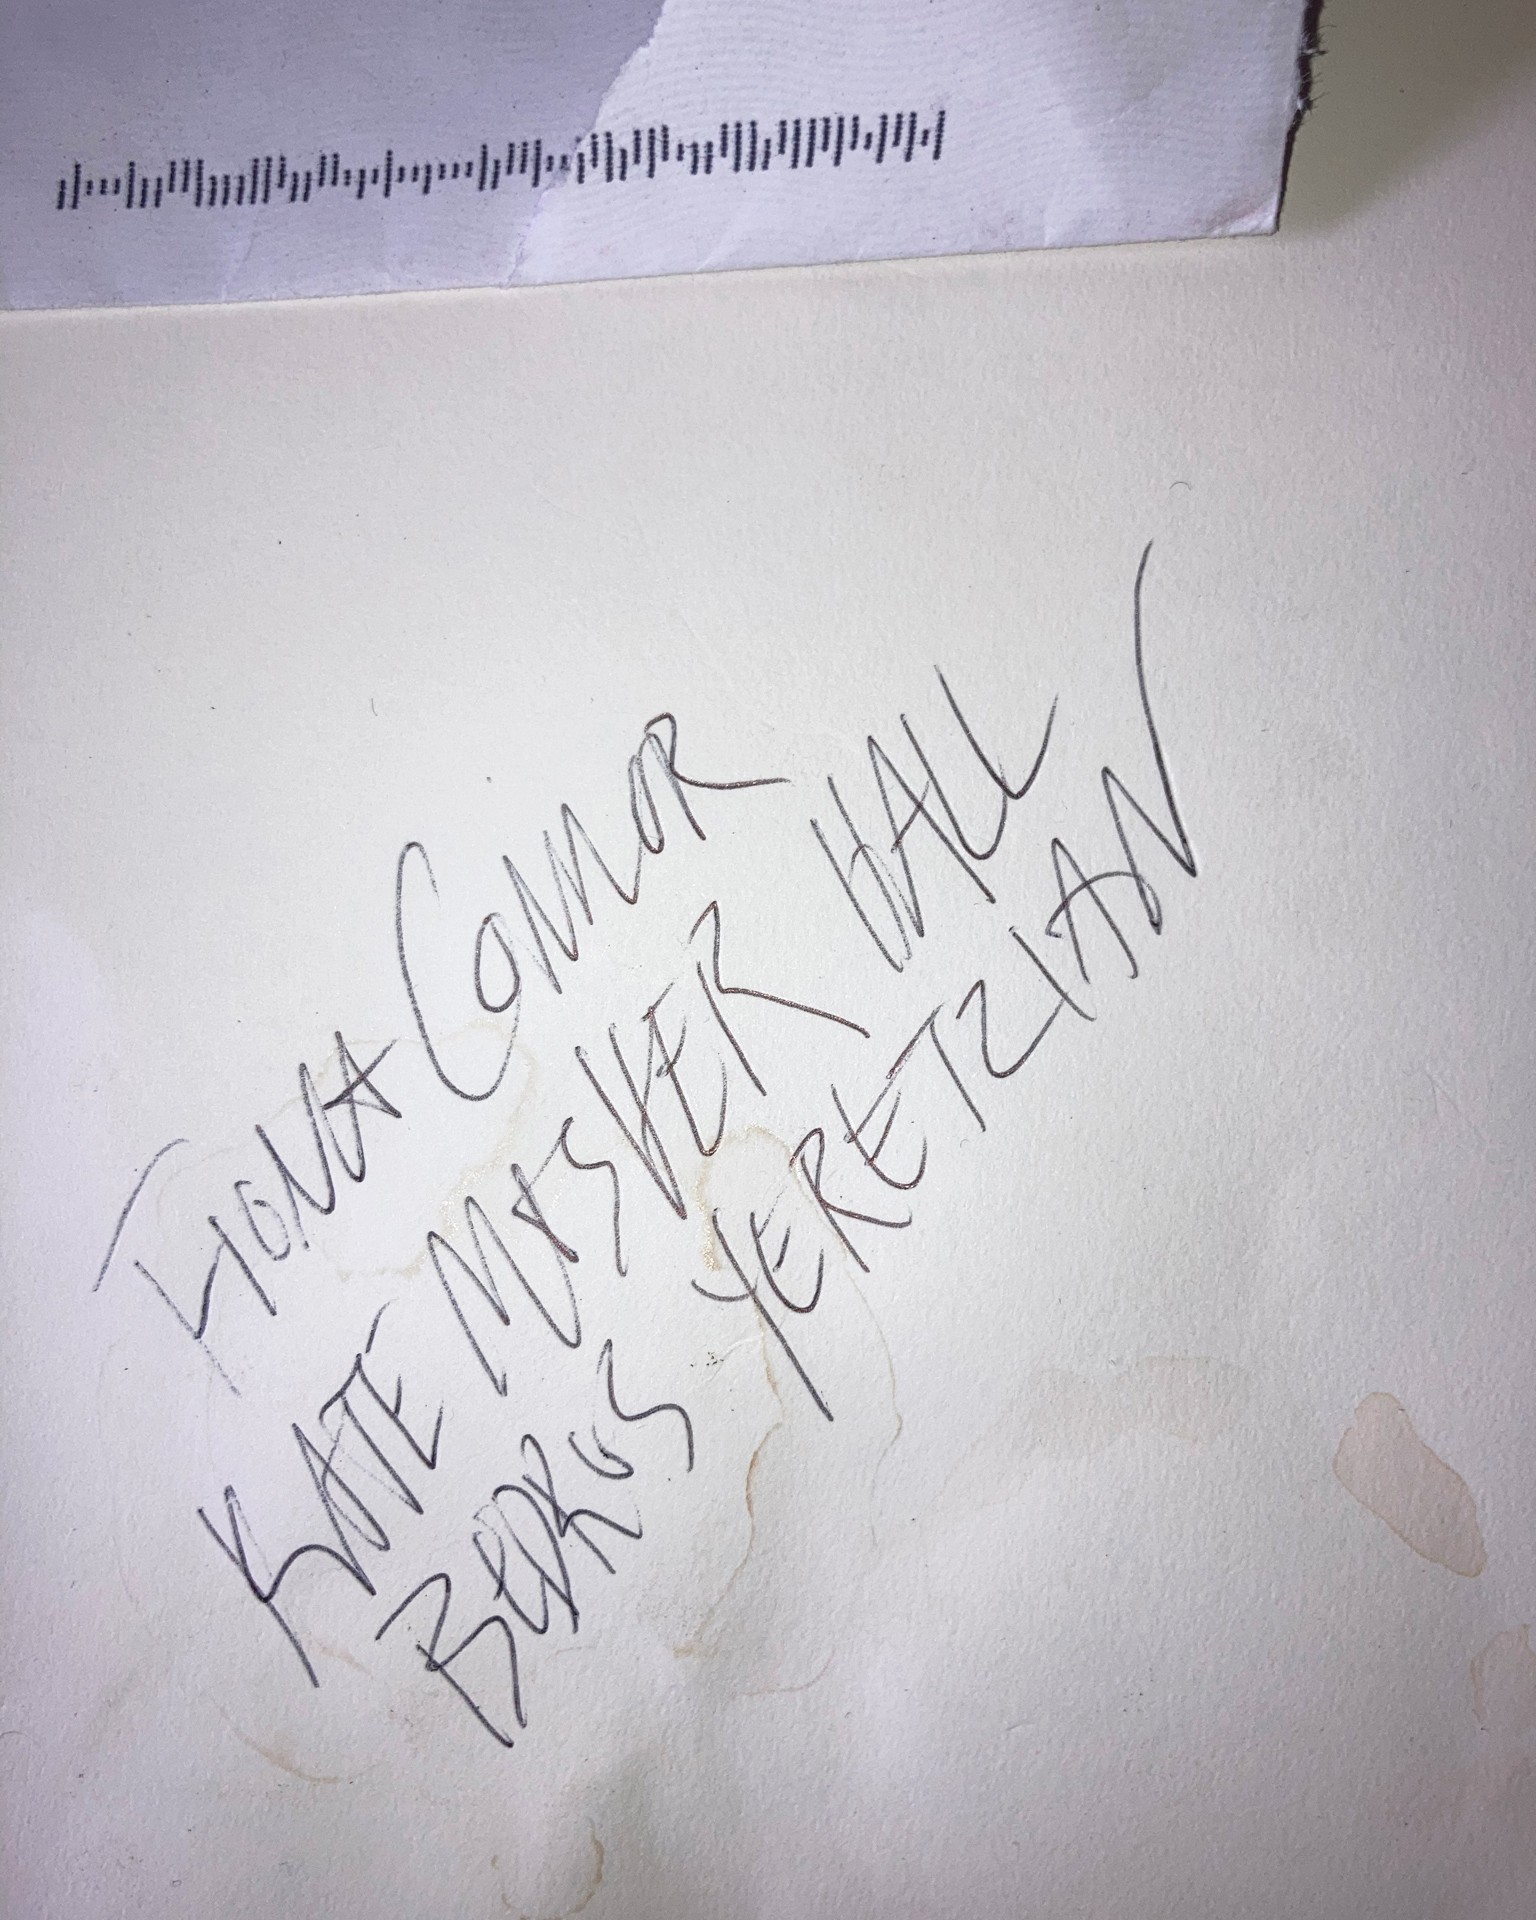 FIONA CONNOR
KATE MOSHER HALL
BEDROS YERETZIAN